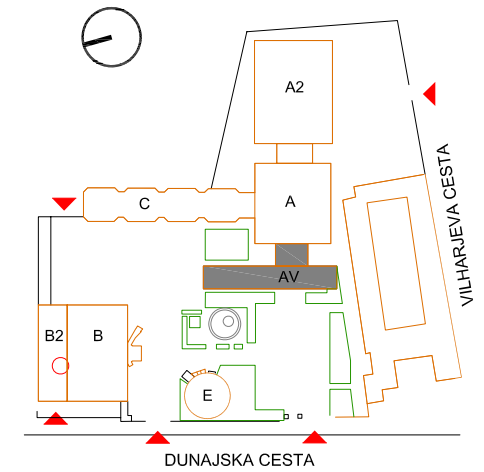 A2
A
C
AV
VILHARJEVA CESTA
B2
B
E
DUNAJSKA CESTA